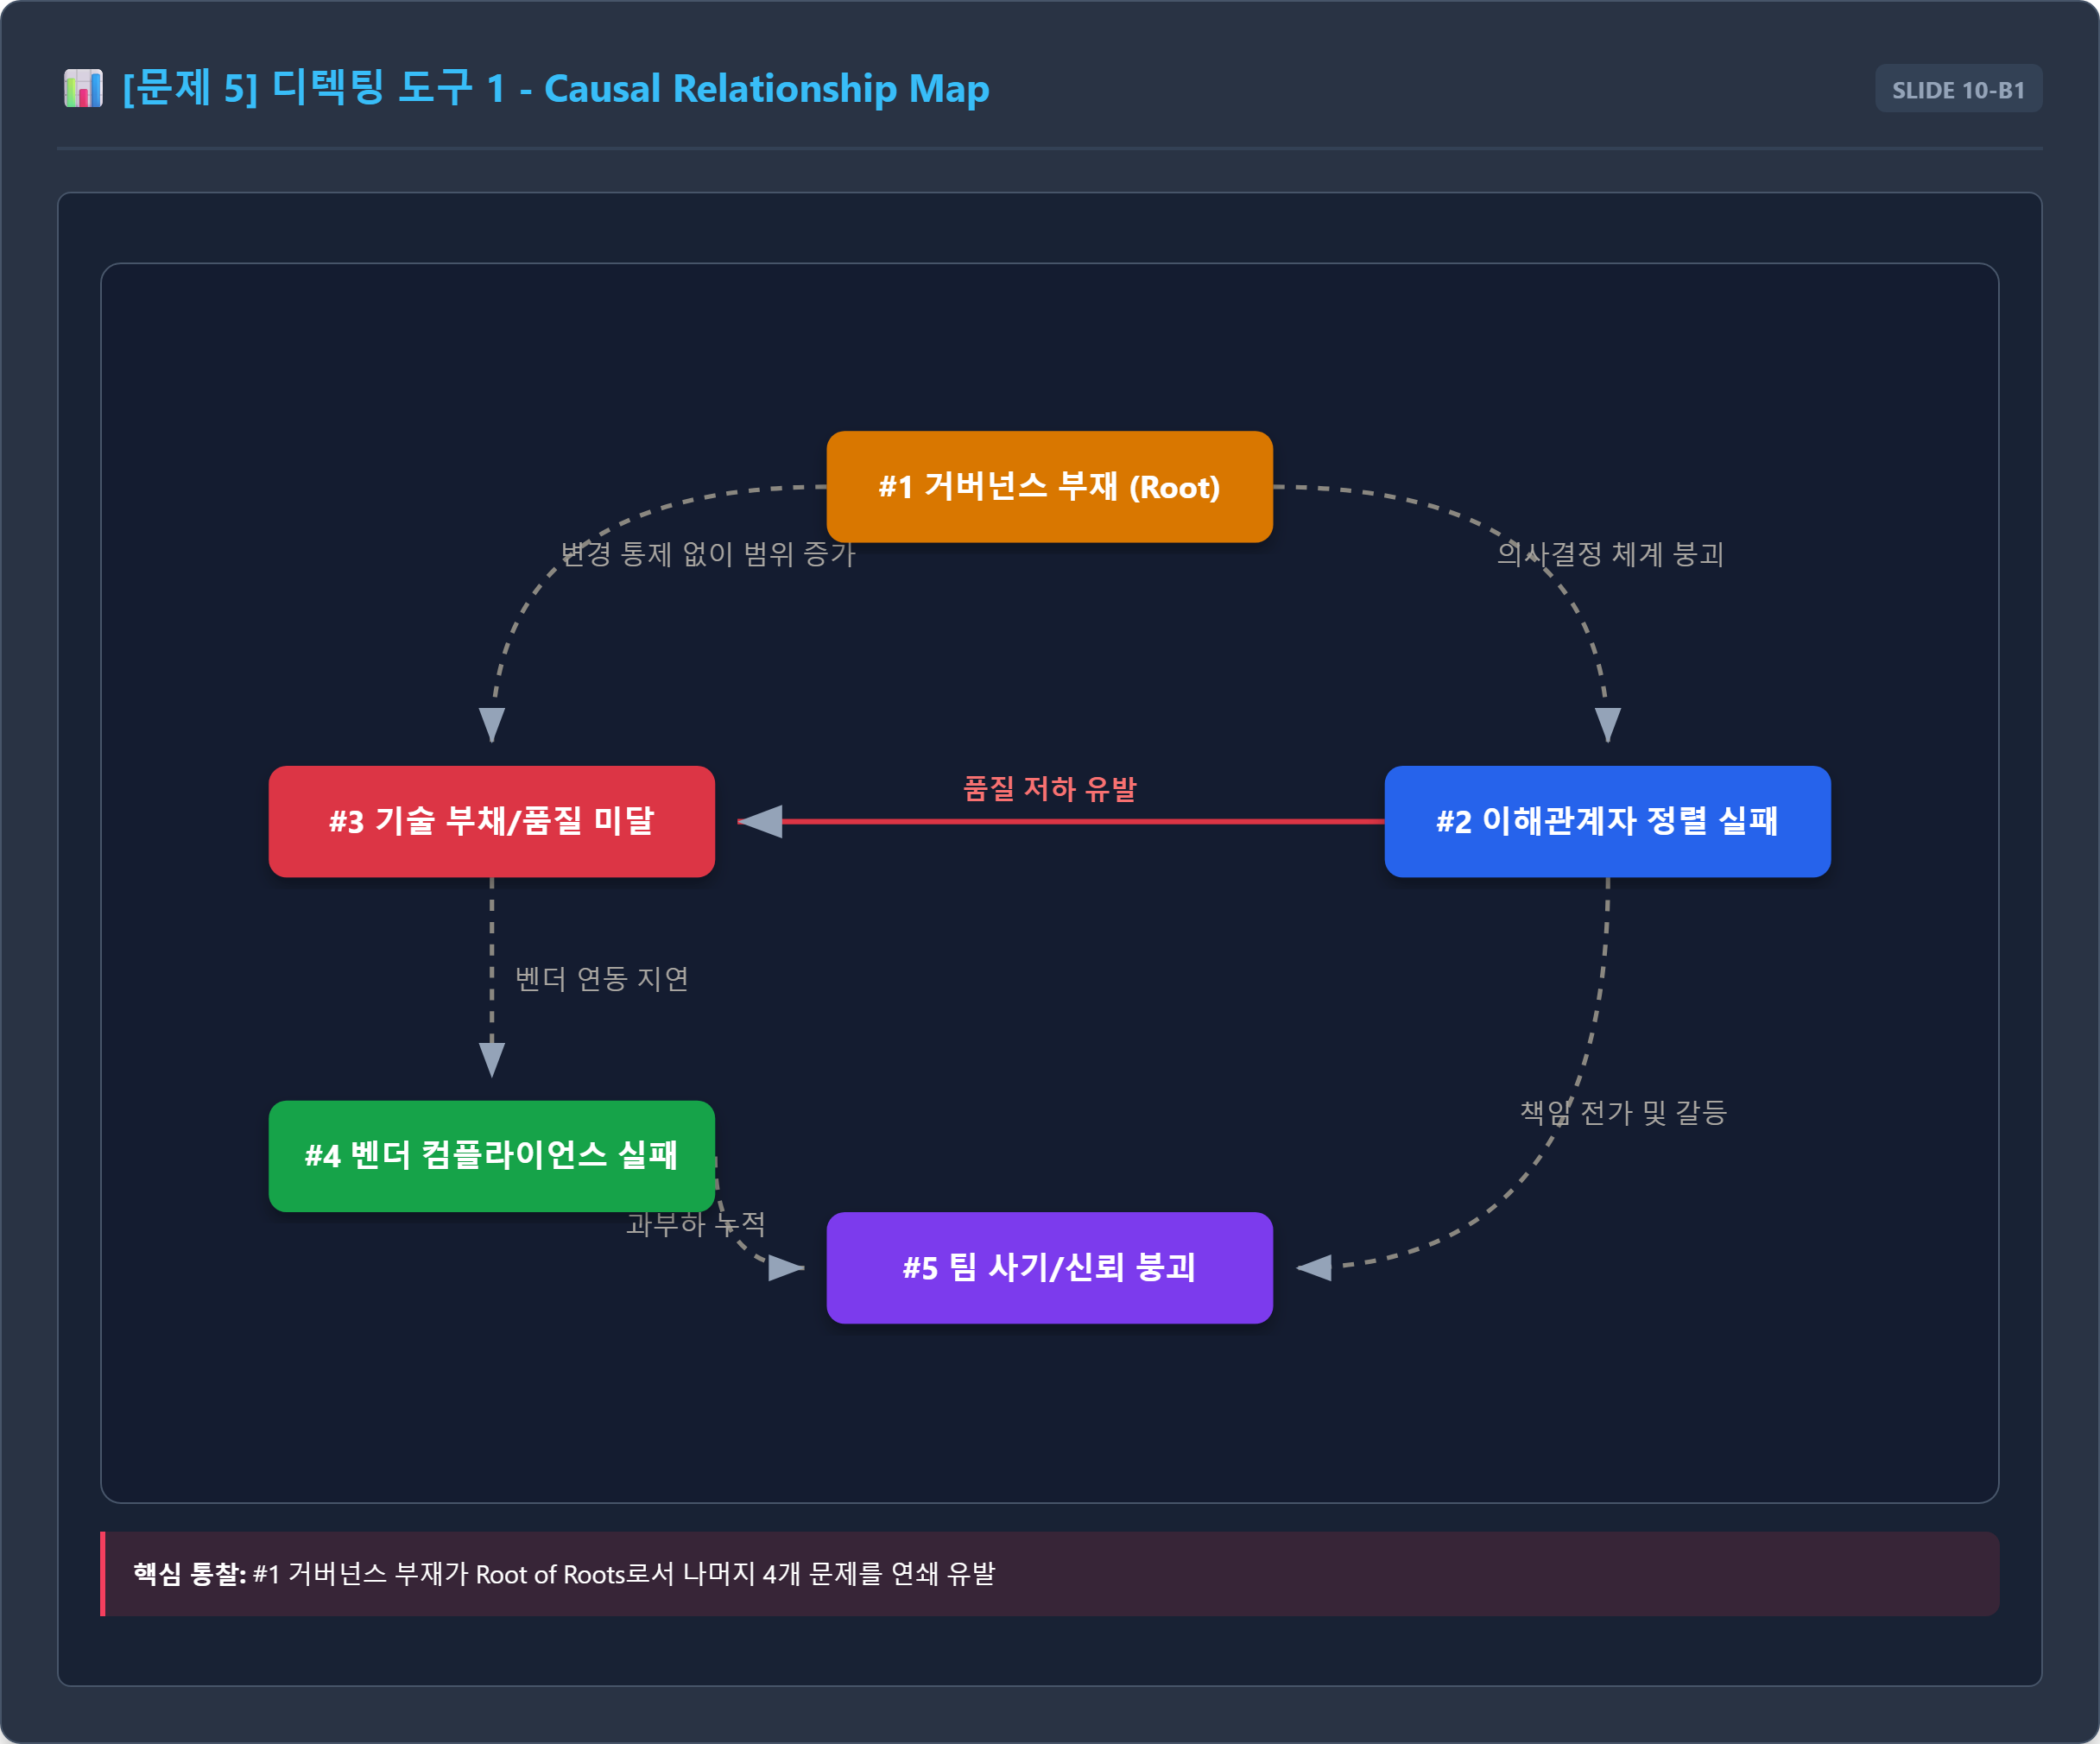 [문제 5] 디텍팅 도구 1 - Causal Relationship Map
SLIDE 10-B1
#1 거버넌스 부재 (Root)
변경 통제 없이 범위 증가
의사결정 체계 붕괴
품질 저하 유발
#3 기술 부채/품질 미달
#2 이해관계자 정렬 실패
벤더 연동 지연
책임 전가 및 갈등
#4 벤더 컴플라이언스 실패
과부하 누적
#5 팀 사기/신뢰 붕괴
핵심 통찰: #1 거버넌스 부재가 Root of Roots로서 나머지 4개 문제를 연쇄 유발